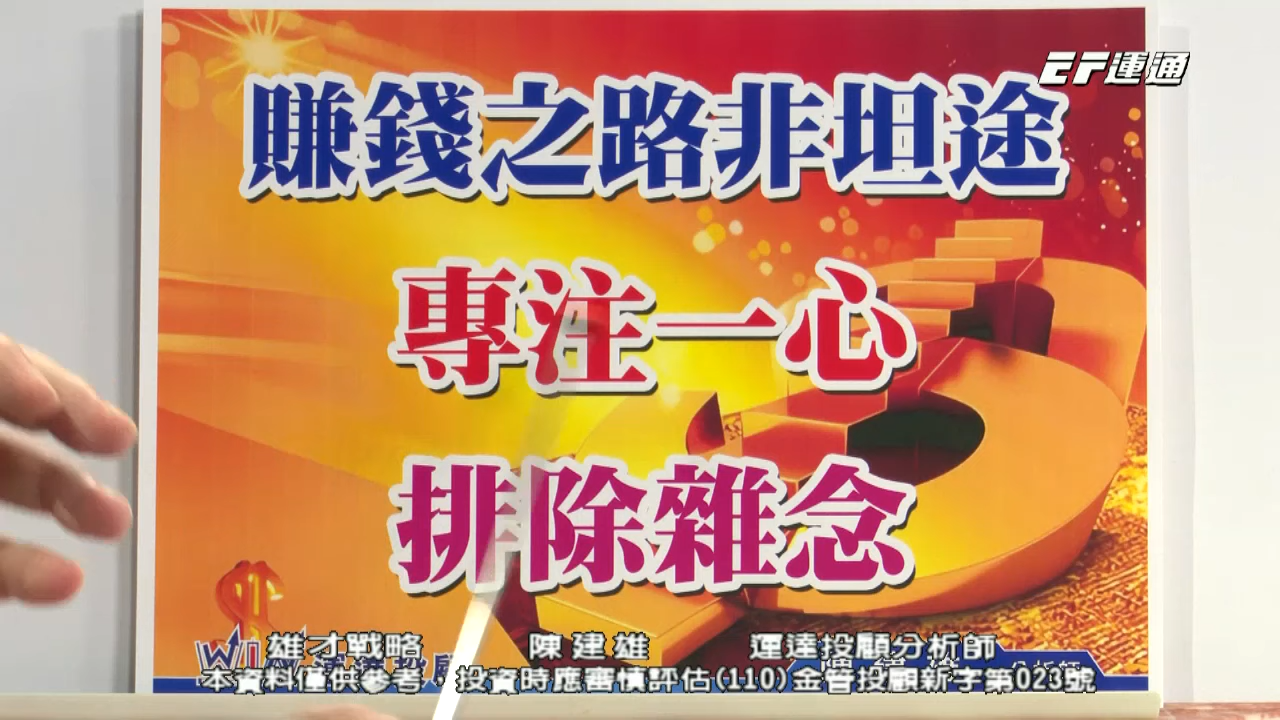 EF運通
賺錢之路非坦途
專注一心
排除雜念
雄才戰略 陳建雄 運達投顧分析師
本資料僅供參考，投資時應審慎評估(110)金管投顧新字第023號